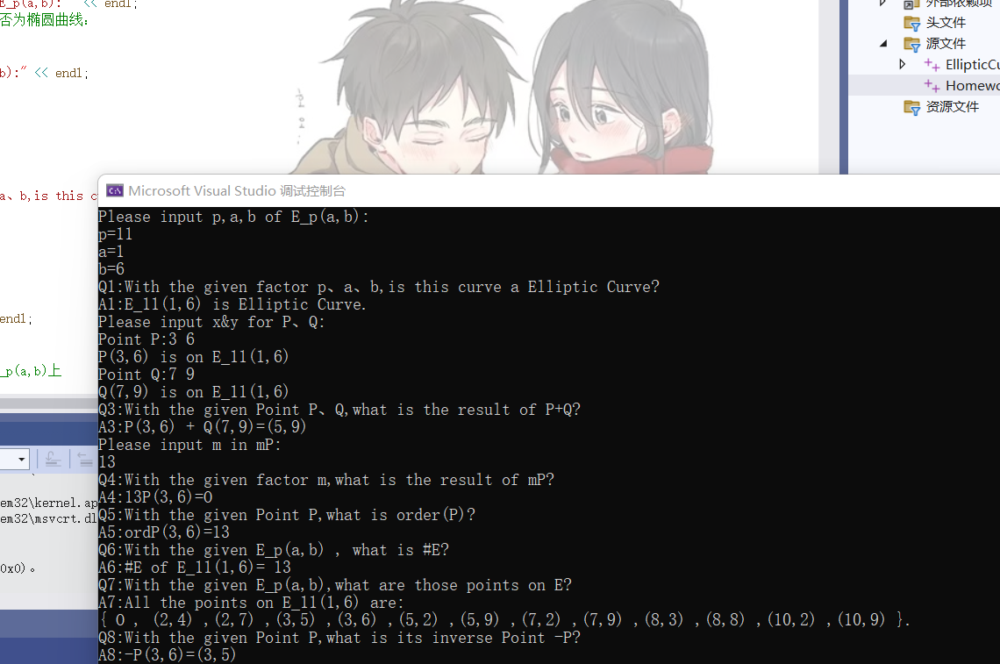 E_p(a,b):" << endl;
否为椭圆曲线:
b):" << endl;
a、b,is this c
endl;
_p(a,b)上
em32\kernel.ap
em32\msvcrt.dl
0x0)。
外部依赖项
头文件
源文件
EllipticCu
Homewo
资源文件
Microsoft Visual Studio 调试控制台
Please input p,a,b of E_p(a,b):
p=11
a=1
b=6
Q1:With the given factor p、a、b,is this curve a Elliptic Curve?
A1:E_11(1,6) is Elliptic Curve.
Please input x&y for P、Q:
Point P:3 6
P(3,6) is on E_11(1,6)
Point Q:7 9
Q(7,9) is on E_11(1,6)
Q3:With the given Point P、Q,what is the result of P+Q?
A3:P(3,6) + Q(7,9)=(5,9)
Please input m in mP:
13
Q4:With the given factor m,what is the result of mP?
A4:13P(3,6)=O
Q5:With the given Point P,what is order(P)?
A5:ordP(3,6)=13
Q6:With the given E_p(a,b) , what is #E?
A6:#E of E_11(1,6)= 13
Q7:With the given E_p(a,b),what are those points on E?
A7:All the points on E_11(1,6) are:
{ O , (2,4) ,(2,7) ,(3,5) ,(3,6) ,(5,2) ,(5,9) ,(7,2) ,(7,9) ,(8,3) ,(8,8) ,(10,2) ,(10,9) }.
Q8:With the given Point P,what is its inverse Point -P?
A8:-P(3,6)=(3,5)